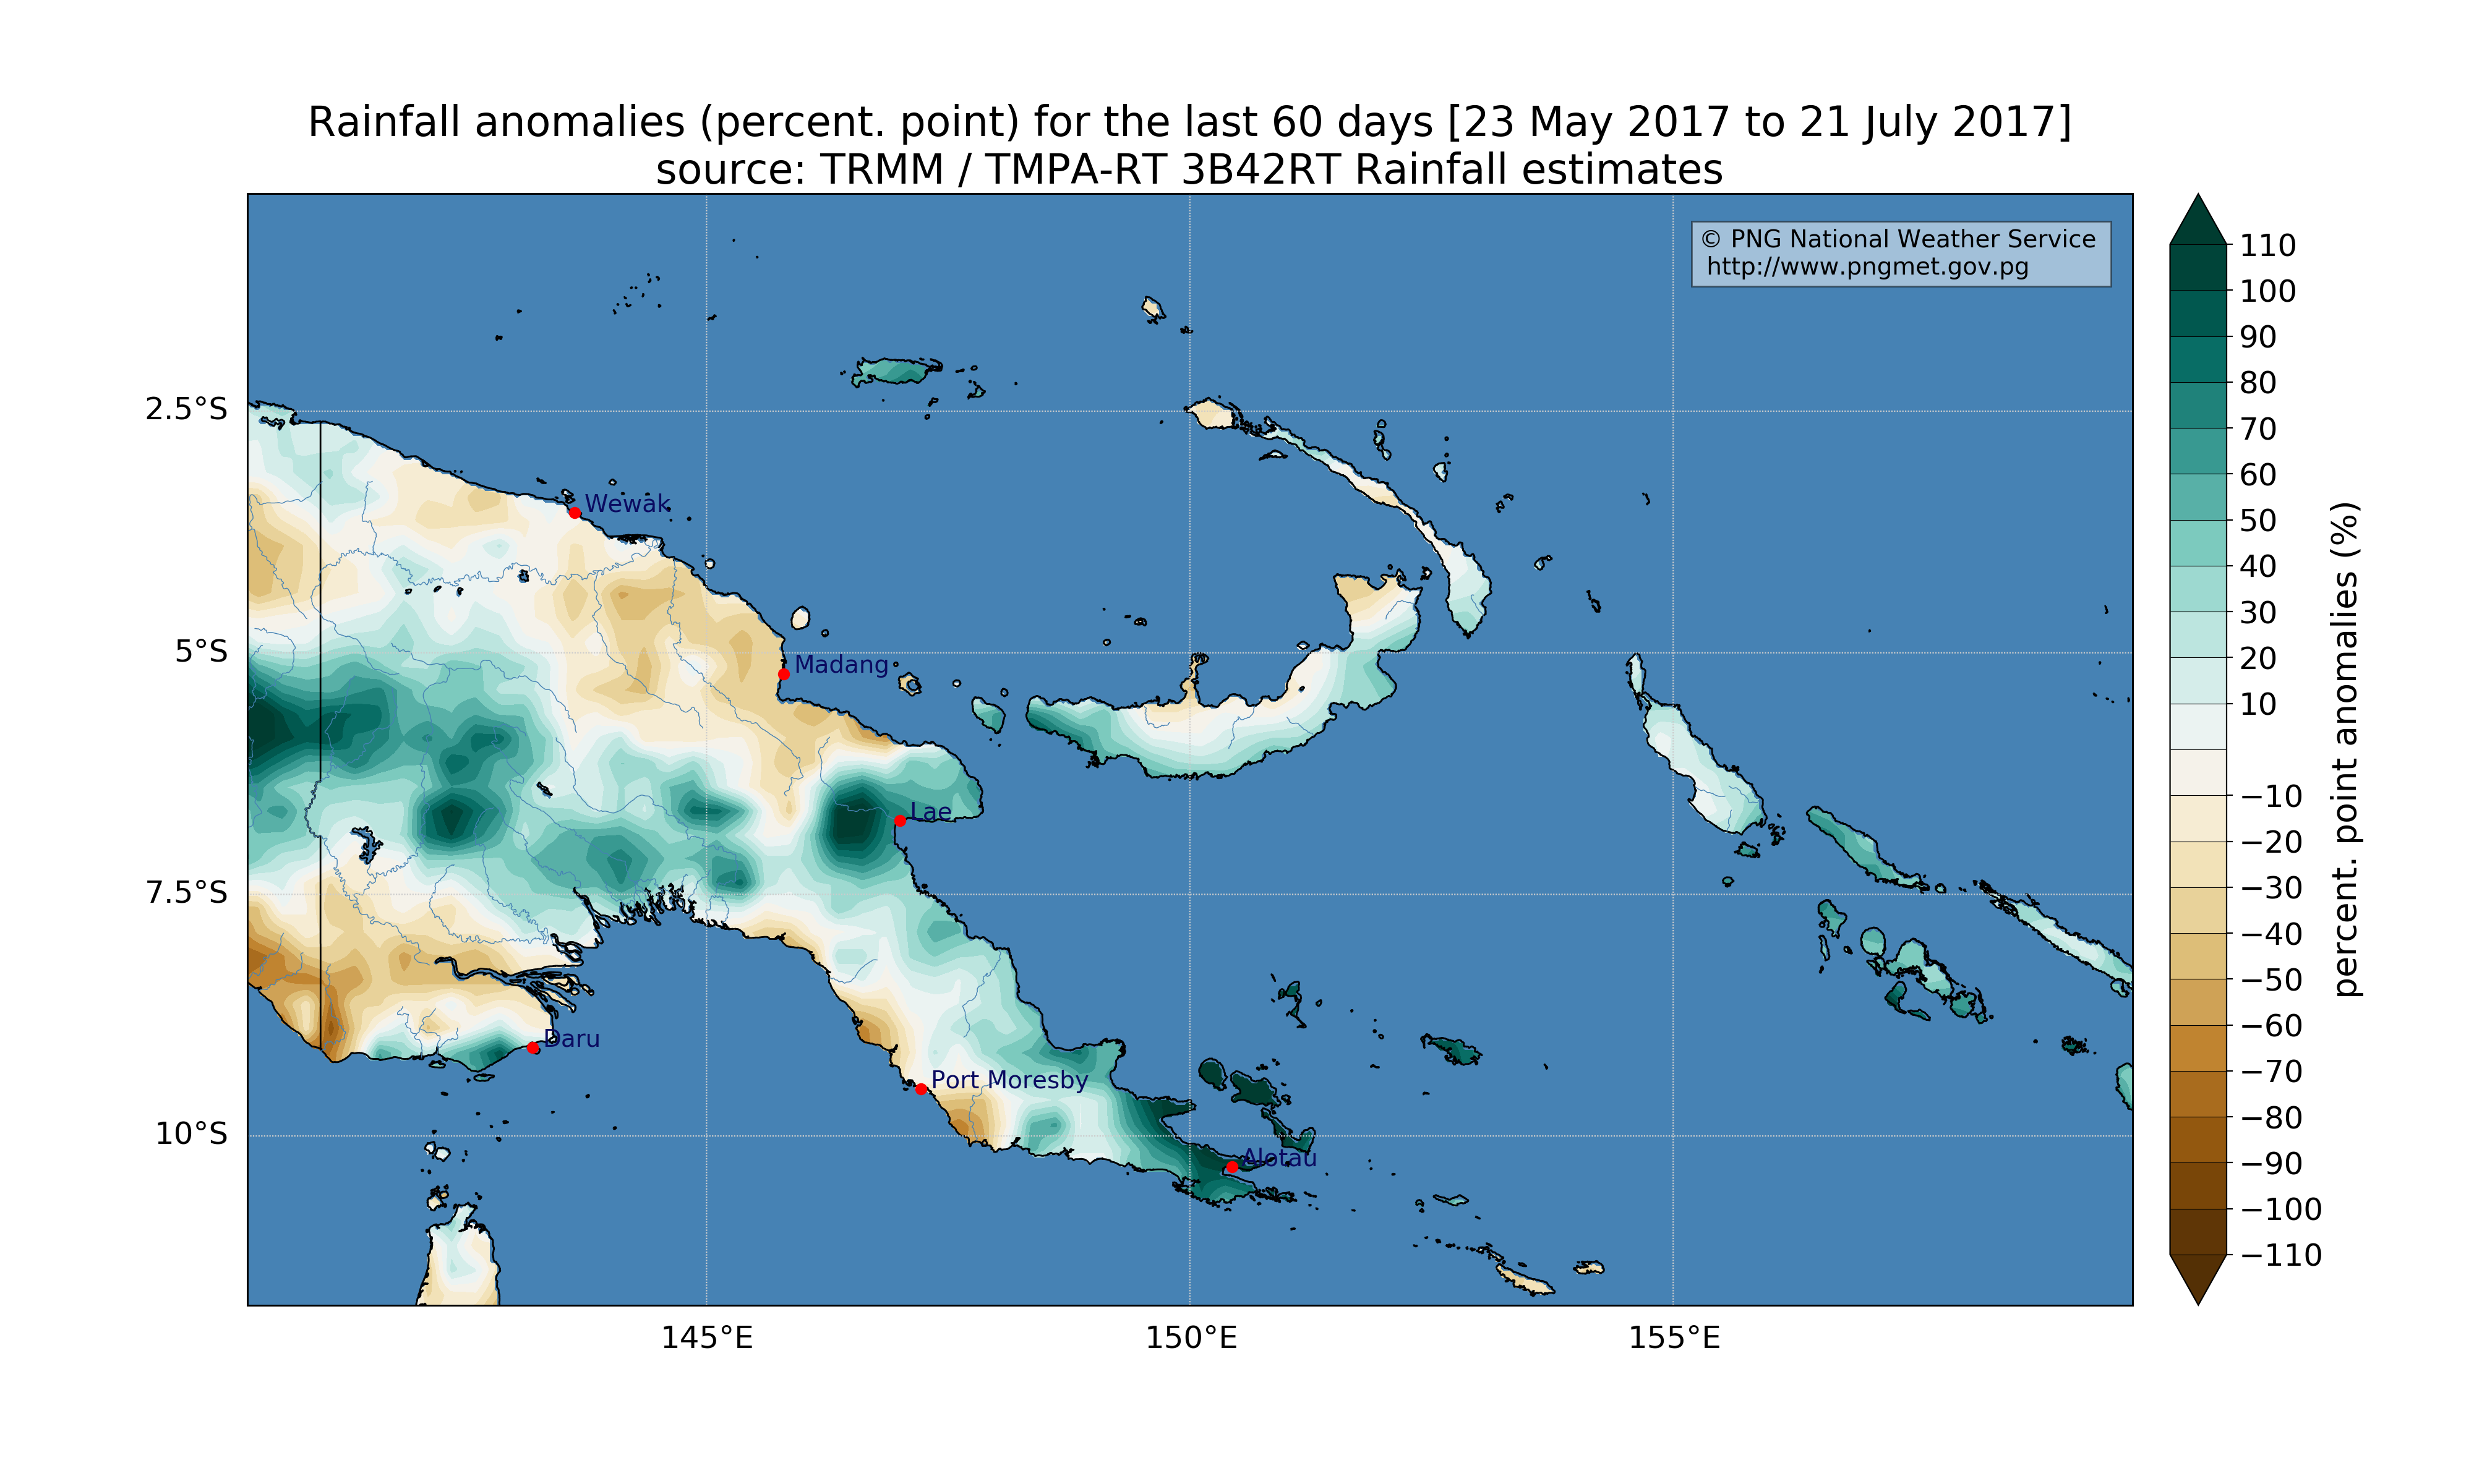 Rainfall anomalies (percent. point) for the last 60 days [23 May 2017 to 21 July 2017]
source: TRMM / TMPA-RT 3B42RT Rainfall estimates
© PNG National Weather Service
http://www.pngmet.gov.pg
2.5°S
5°S
7.5°S
10°S
Wewak
Madang
Lae
Daru
Port Moresby
Alotau
145°E
150°E
155°E
110
100
90
80
70
60
50
40
30
20
10
−10
−20
−30
−40
−50
−60
−70
−80
−90
−100
−110
percent. point anomalies (%)